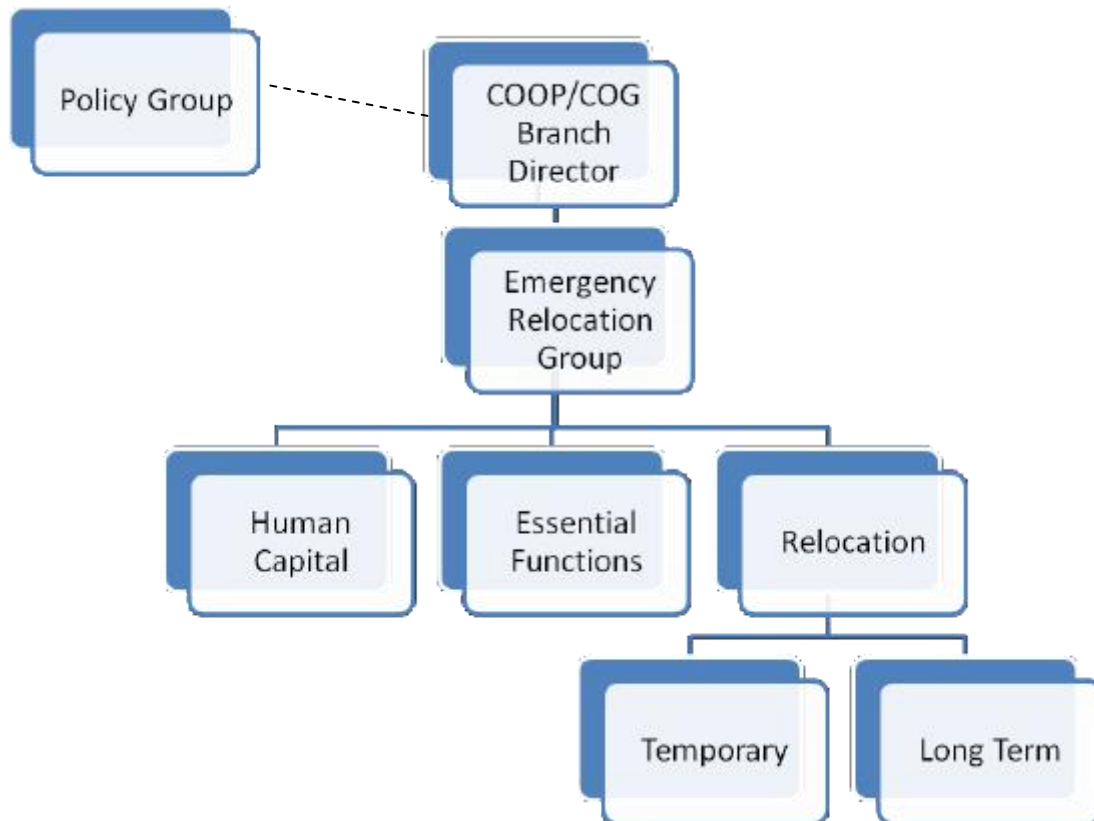 Policy Group
COOP/COG
Branch
Director
Emergency
Relocation
Group
Human
Capital
Essential
Functions
Relocation
Temporary
Long Term